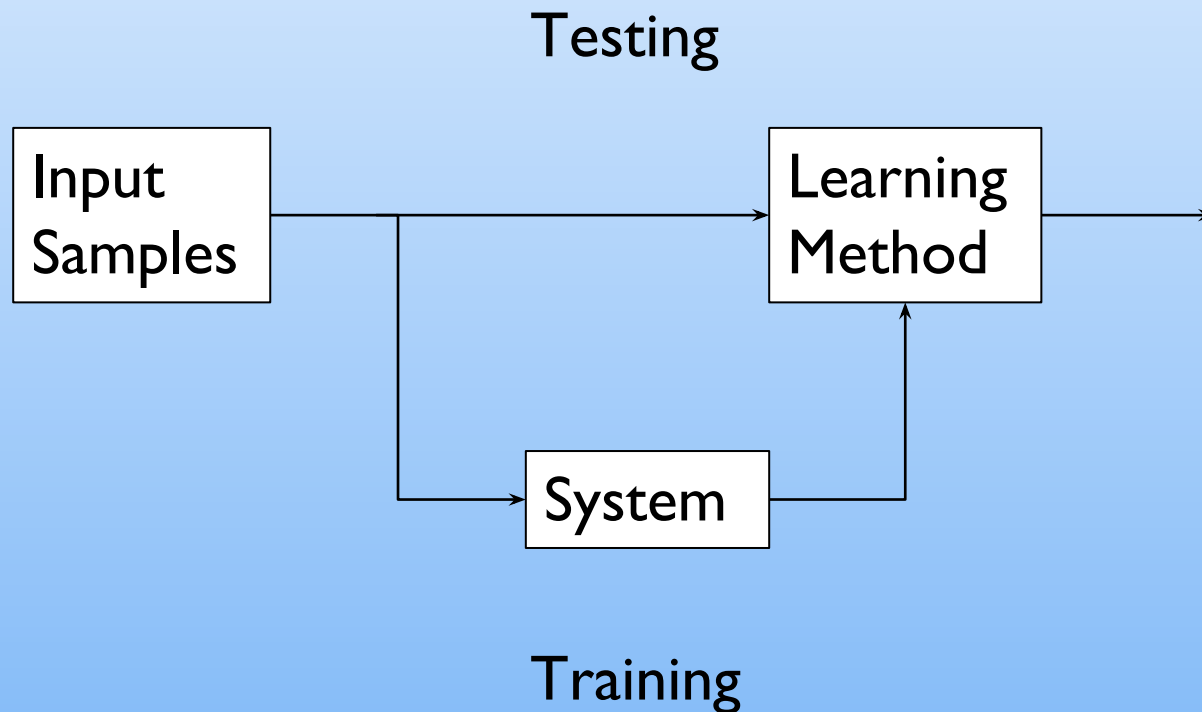 Testing
Input
Samples
Learning
Method
System
Training